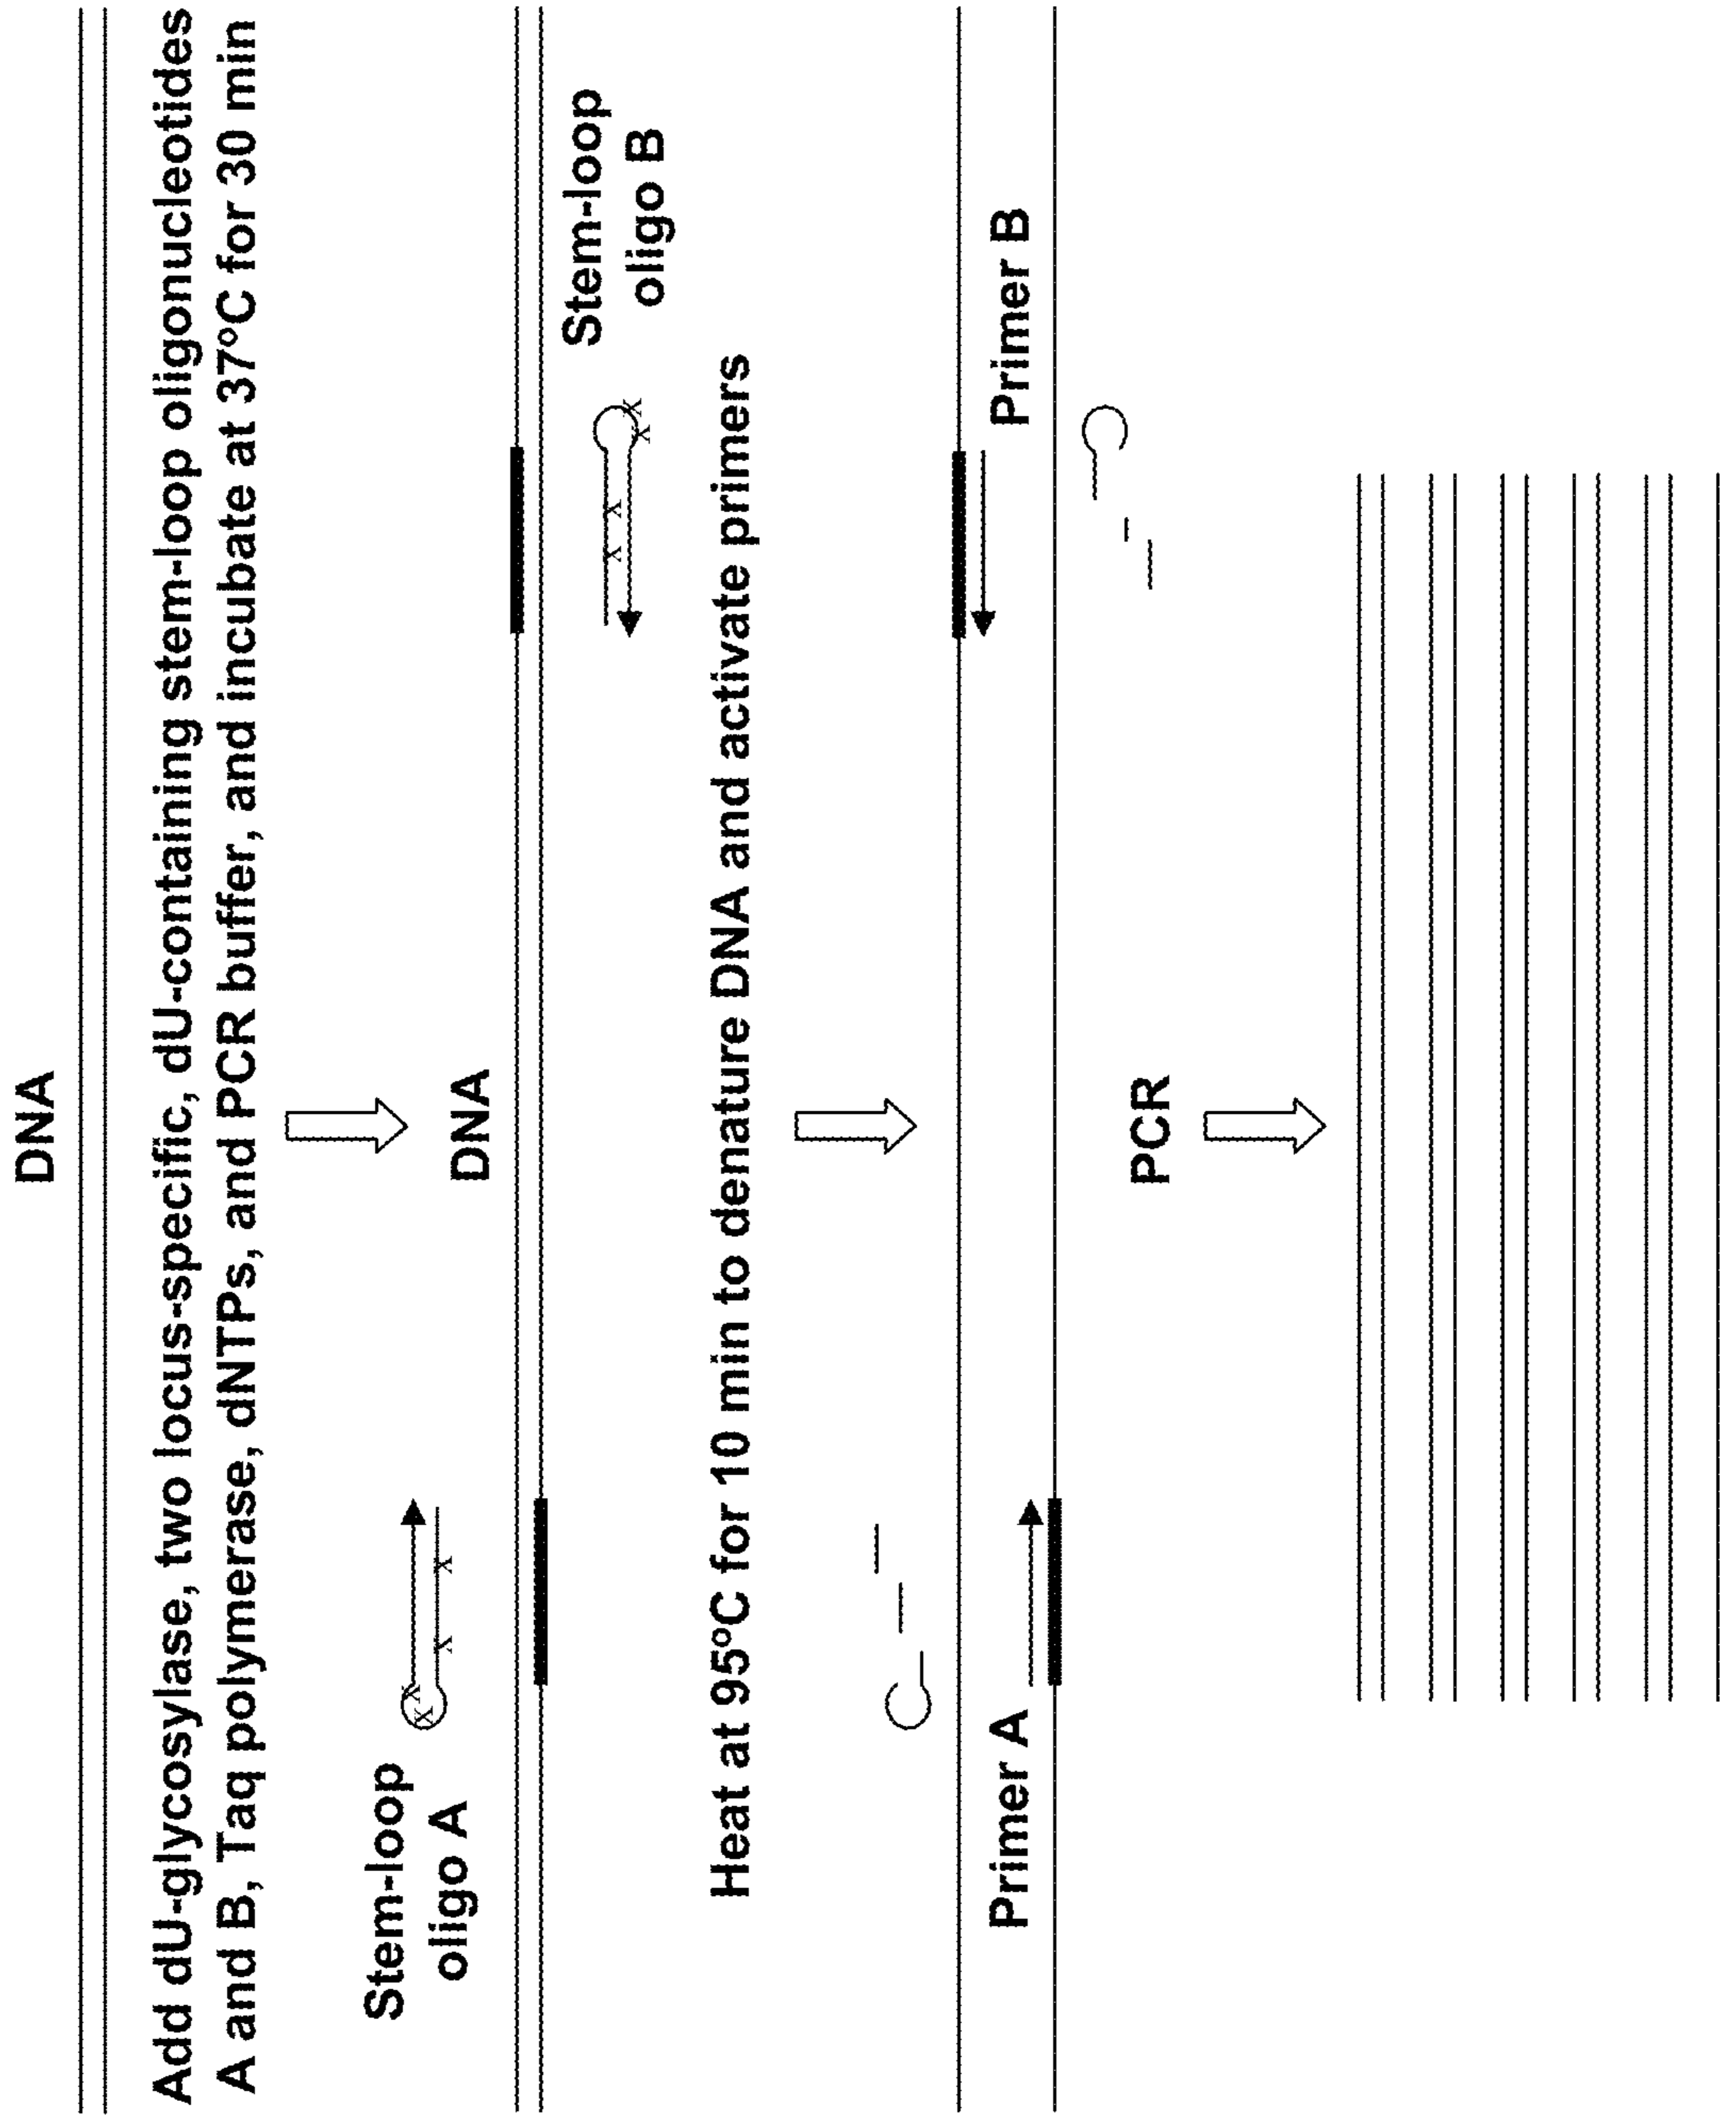 DNA
Add dU-glycosylase, two locus-specific, dU-containing stem-loop oligonucleotides
A and B, Taq polymerase, dNTPs, and PCR buffer, and incubate at 37°C for 30 min
DNA
Stem-loop
oligo A
x
x
x
x
Stem-loop
oligo B
x
x
x
x
Heat at 95°C for 10 min to denature DNA and activate primers
Primer A
Primer B
PCR